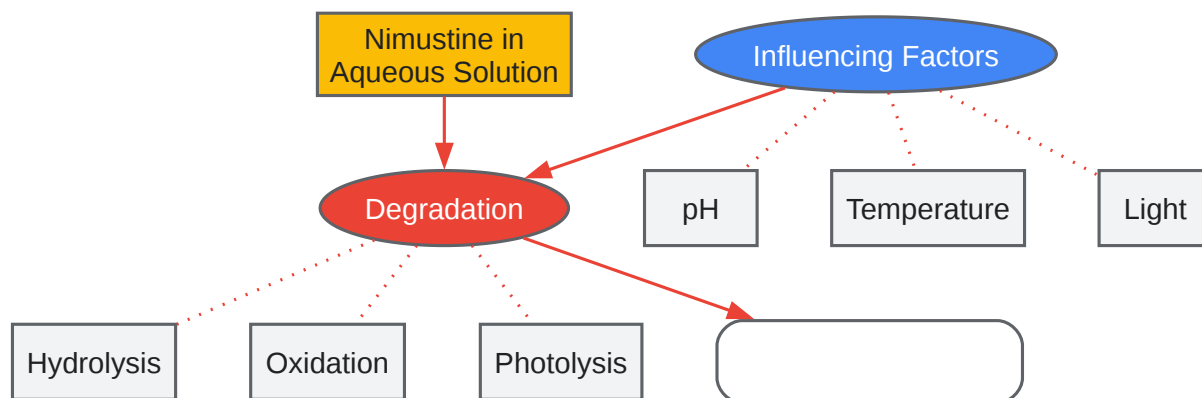 Nimustine in
Aqueous Solution
Influencing Factors
Degradation
pH
Temperature
Light
Hydrolysis
Oxidation
Photolysis